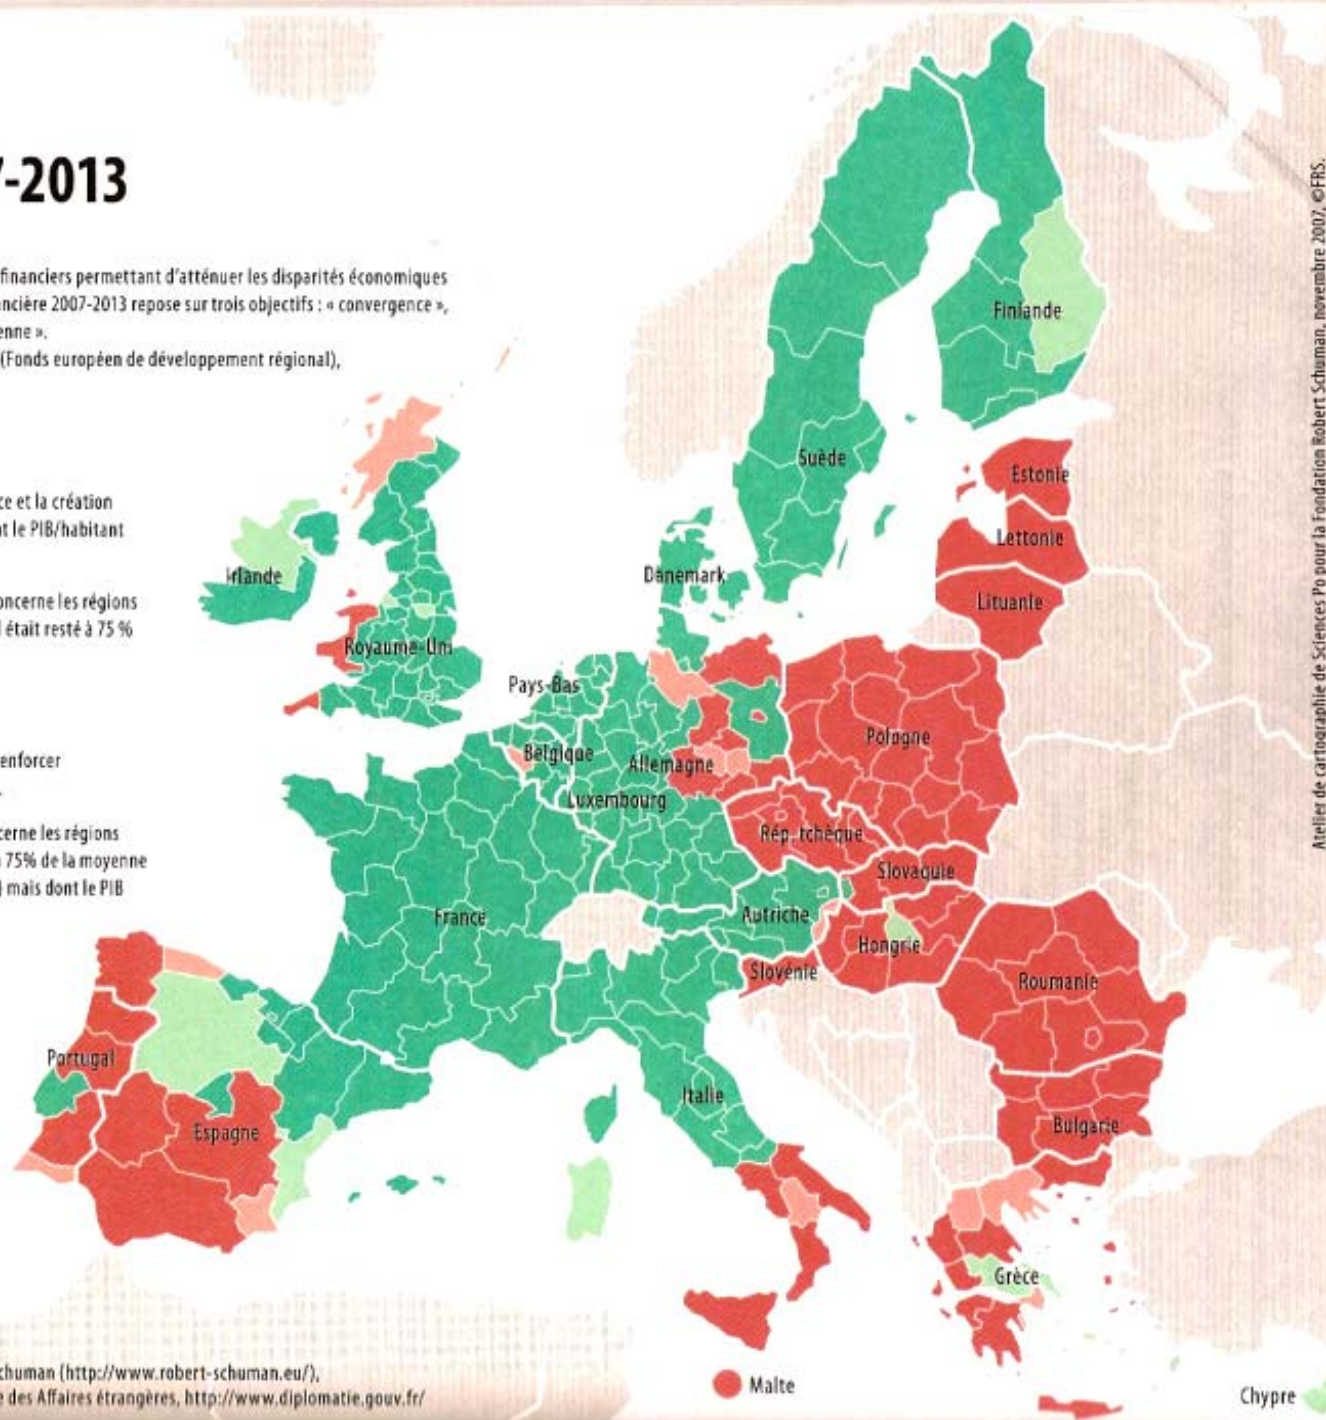 7-2013
financiers permettant d'atténuer les disparités économiques
ncière 2007-2013 repose sur trois objectifs : « convergence »,
enne ».
(Fonds européen de développement régional),
ce et la création
nt le PIB/habitant
oncerne les régions
l était resté à 75 %
enforcer
cerne les régions
à 75% de la moyenne
) mais dont le PIB
Finlande
Suède
Estonie
Lettonie
Lituanie
Danemark
Irlande
Royaume-Uni
Pays-Bas
Belgique
Allemagne
Luxembourg
Pologne
Rép. tchèque
Slovaquie
France
Autriche
Hongrie
Slovénie
Roumanie
Portugal
Espagne
Italie
Bulgarie
Grèce
Malte
Chypre
chuman (http://www.robert-schuman.eu/),
e des Affaires étrangères, http://www.diplomatie.gouv.fr/
Atelier de cartographie de Sciences Po pour la Fondation Robert Schuman, novembre 2007, ©FRS.